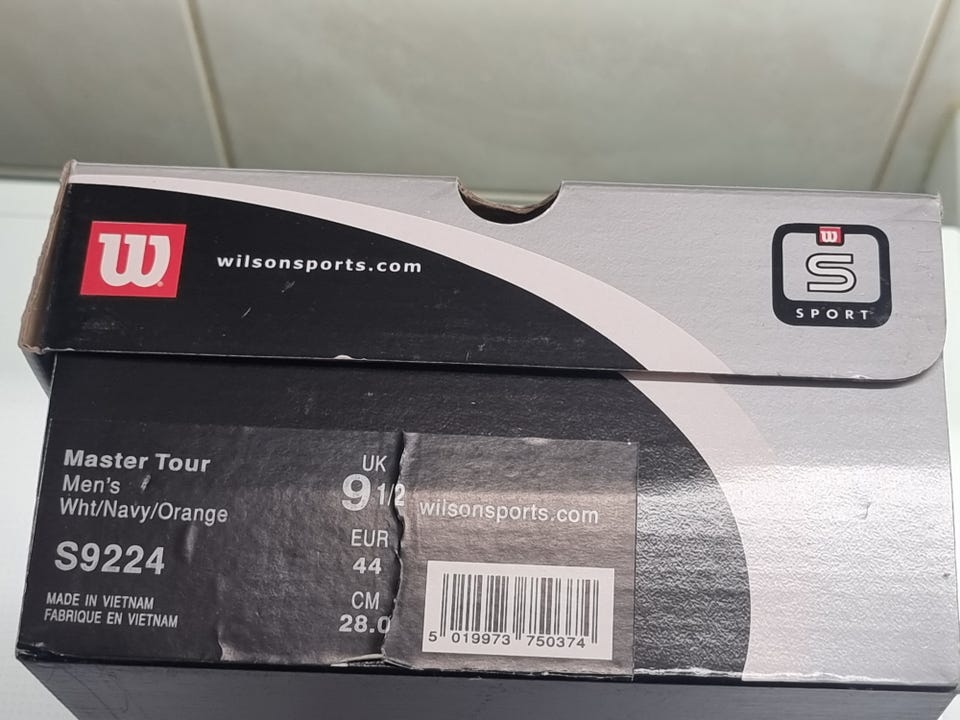 W
wilsonsports.com
W
S
SPORT
Master Tour
Men's
Wht/Navy/Orange
S9224
MADE IN VIETNAM
FABRIQUE EN VIETNAM
UK
9 1/2
EUR
44
CM
28.0
wilsonsports.com
5 019973 750374